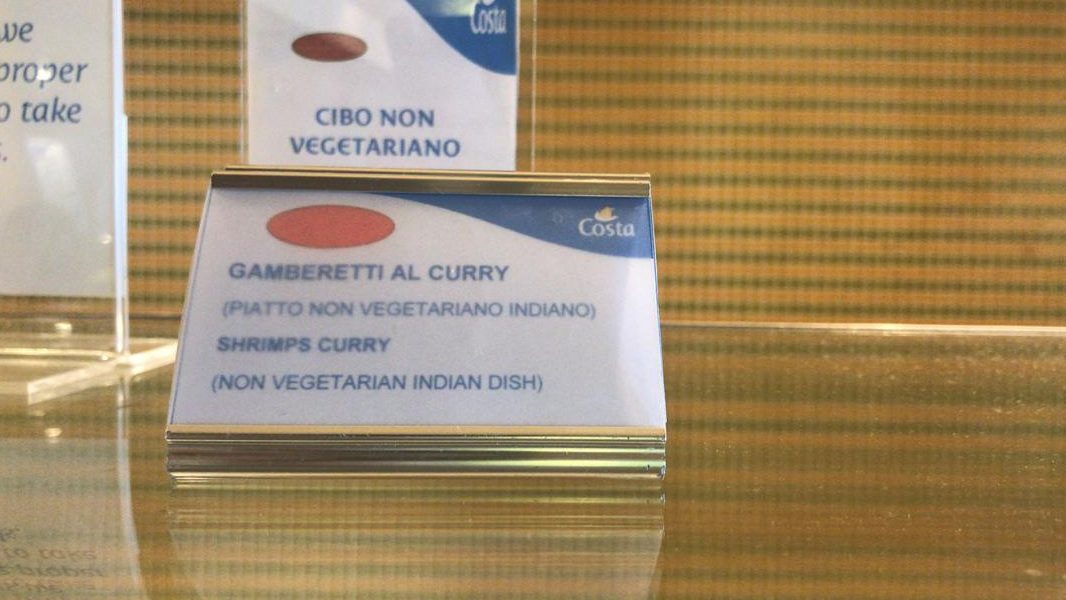 we
proper
to take
Costa
CIBO NON
VEGETARIANO
Costa
GAMBERETTI AL CURRY
(PIATTO NON VEGETARIANO INDIANO)
SHRIMPS CURRY
(NON VEGETARIAN INDIAN DISH)